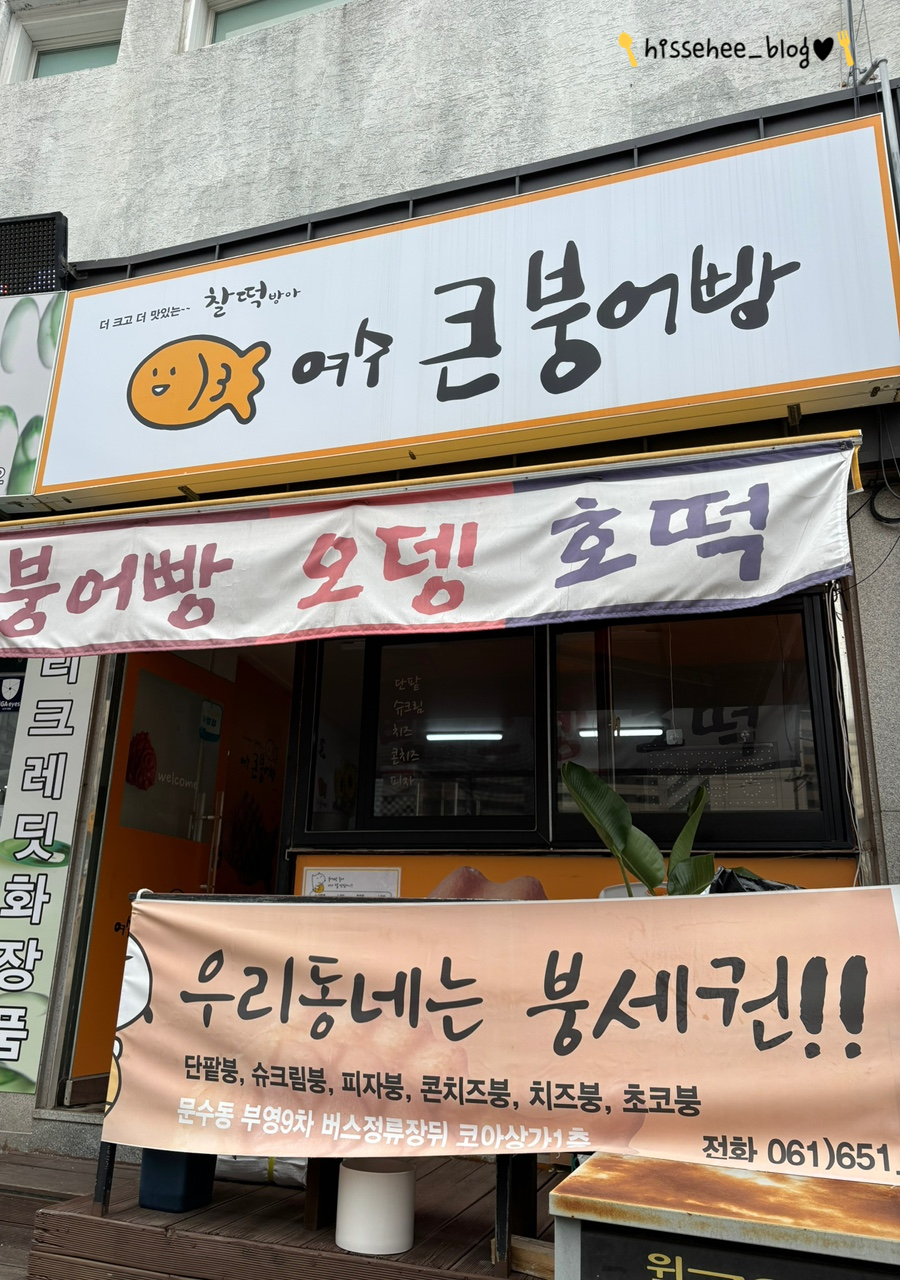 hissehee_blog
더 크고 더 맛있는~~ 찰떡방아
여수 큰붕어빵
붕어빵 오뎅 호떡
단팥
슈크림
치즈
콘치즈
피자
welcome
리크레딧화장품
우리동네는 붕세권!!
단팥붕, 슈크림붕, 피자붕, 콘치즈붕, 치즈붕, 초코붕
문수동 부영9차 버스정류장뒤 코아상가1층
전화 061)651